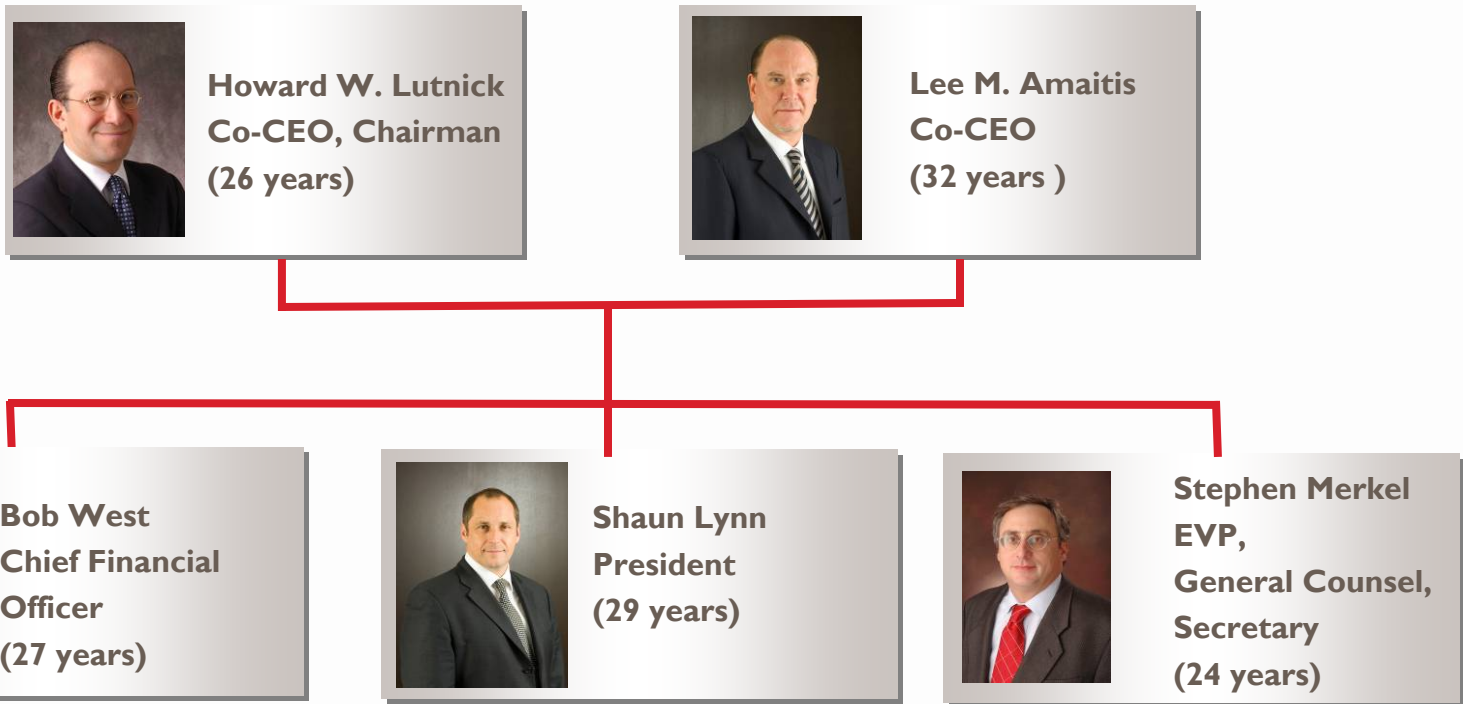 Howard W. Lutnick
Co-CEO, Chairman
(26 years)
Lee M. Amaitis
Co-CEO
(32 years )
Bob West
Chief Financial
Officer
(27 years)
Shaun Lynn
President
(29 years)
Stephen Merkel
EVP,
General Counsel,
Secretary
(24 years)